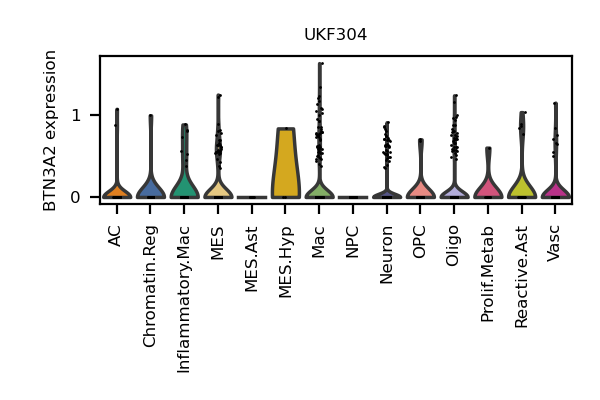 UKF304
BTN3A2 expression
1
0
AC
Chromatin.Reg
Inflammatory.Mac
MES
MES.Ast
MES.Hyp
Mac
NPC
Neuron
OPC
Oligo
Prolif.Metab
Reactive.Ast
Vasc